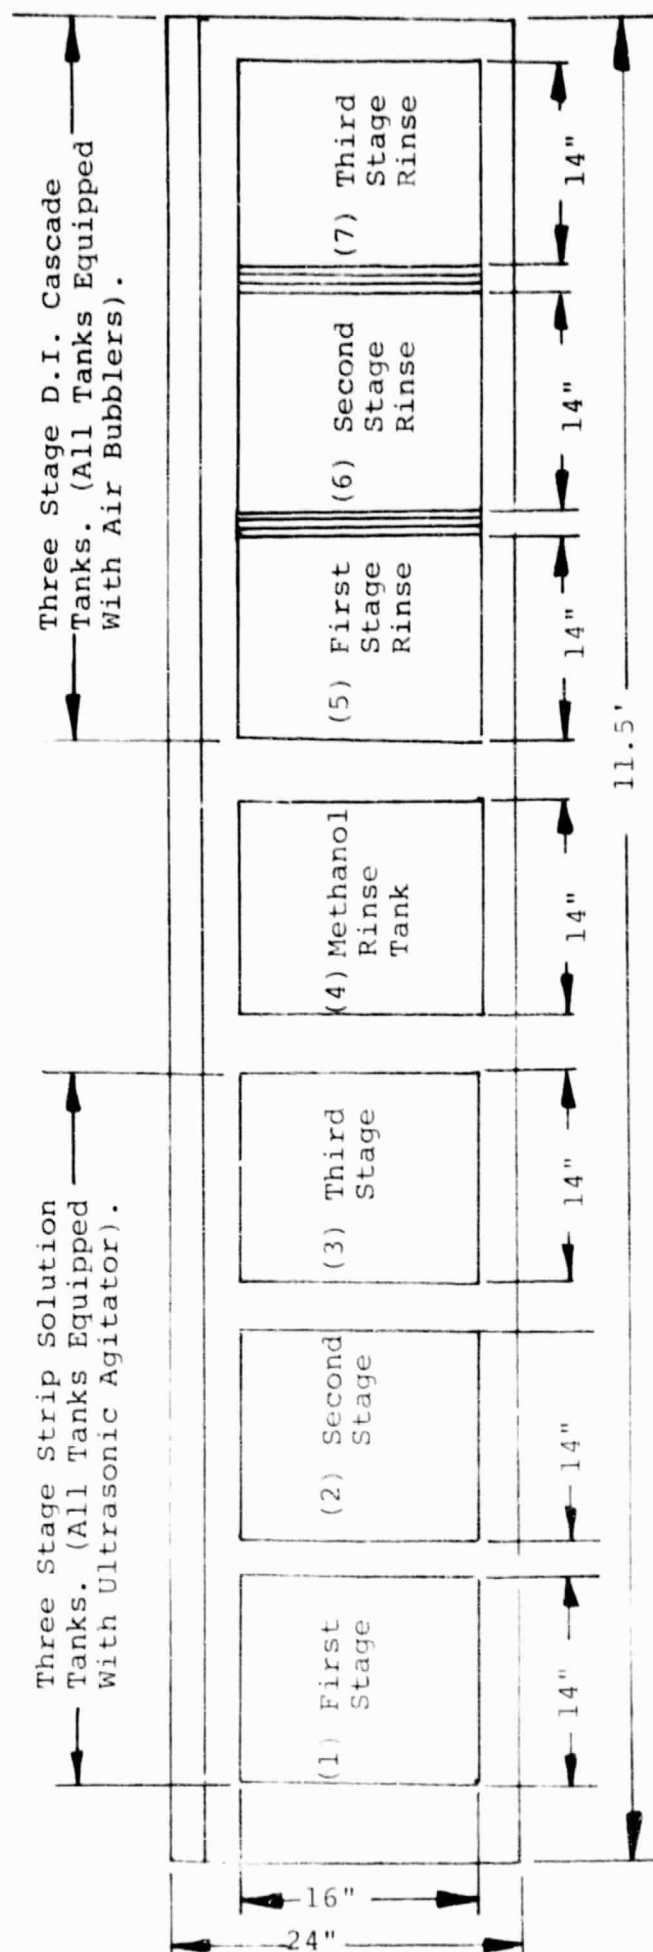 Three Stage Strip Solution
Tanks. (All Tanks Equipped
With Ultrasonic Agitator).
Three Stage D.I. Cascade
Tanks. (All Tanks Equipped
With Air Bubblers).
(1) First
Stage
(2) Second
Stage
(3) Third
Stage
(4) Methanol
Rinse
Tank
(5) First
Stage
Rinse
(6) Second
Stage
Rinse
(7) Third
Stage
Rinse
16"
24"
14"
14"
14"
14"
14"
14"
14"
11.5'